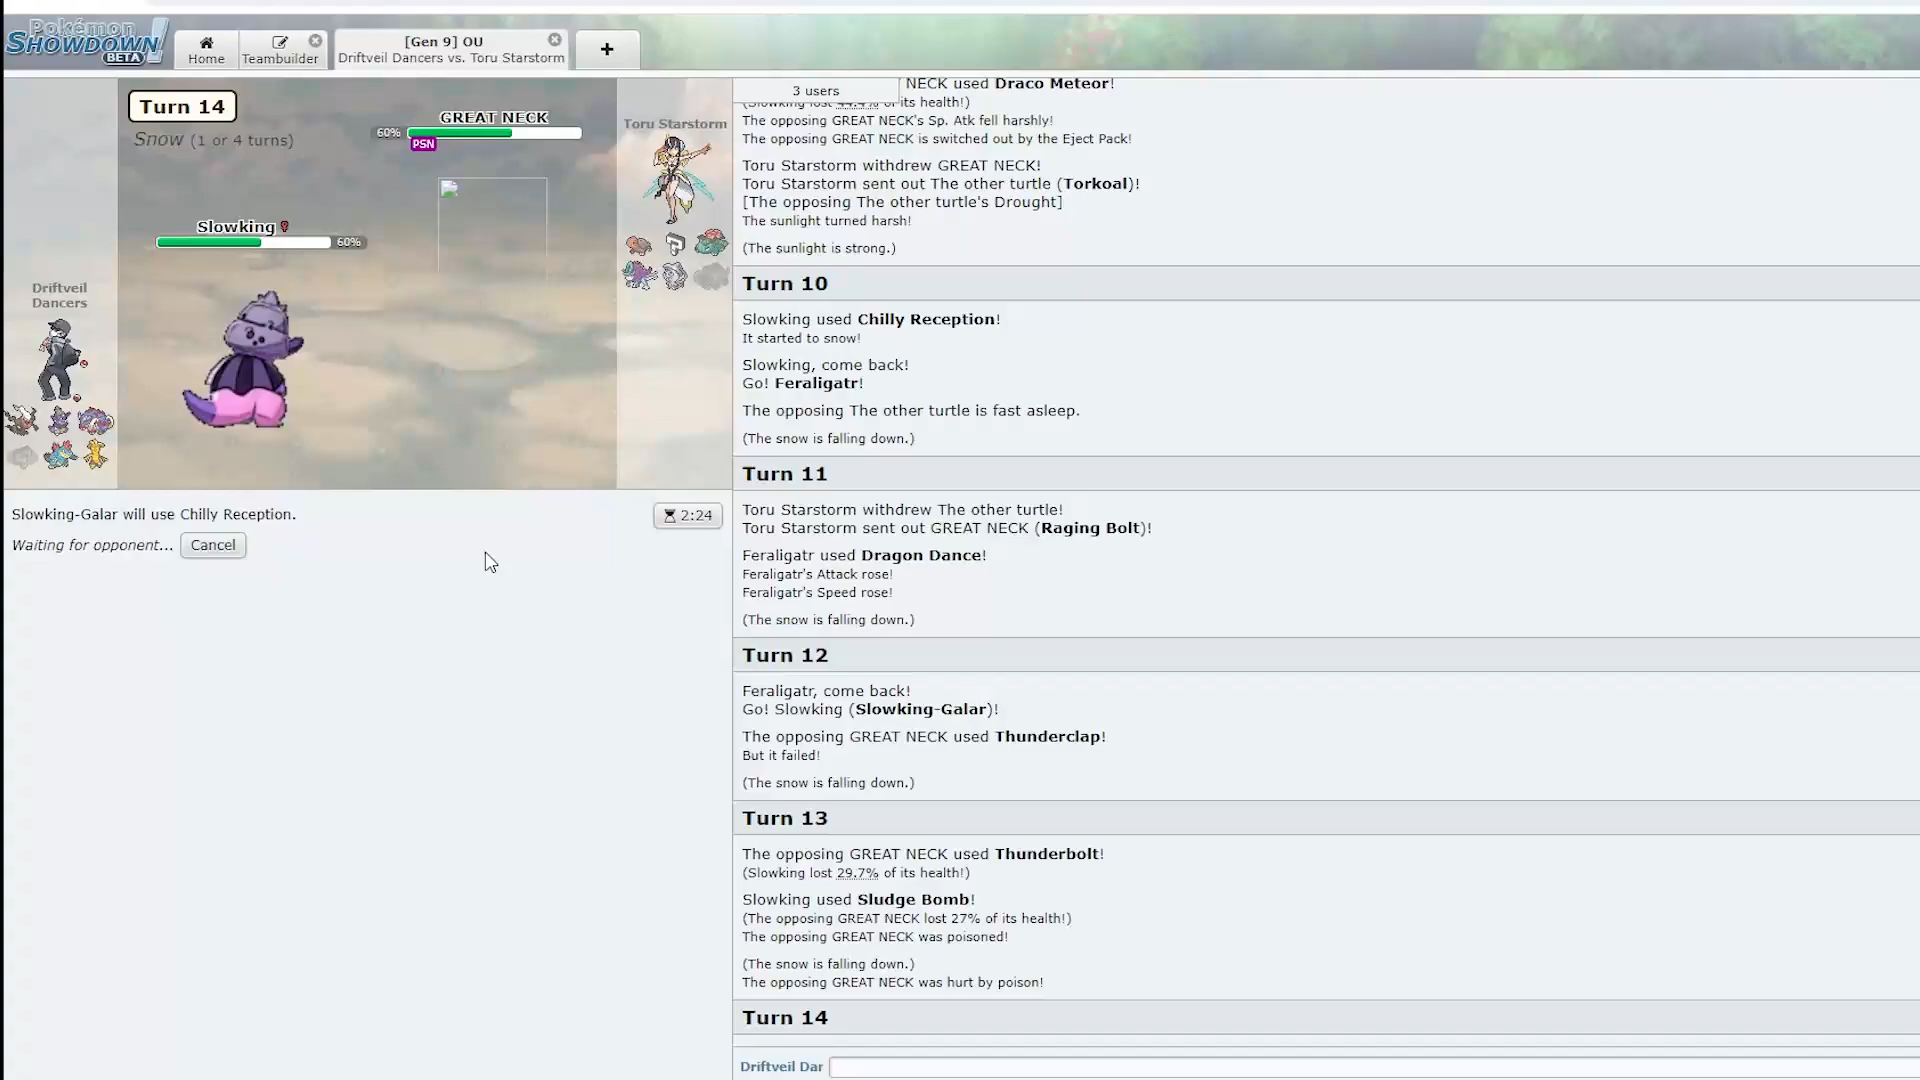 Pokémon
SHOWDOWN!
BETA
Home
Teambuilder
[Gen 9] OU
Driftveil Dancers vs. Toru Starstorm
+
Turn 14
Snow (1 or 4 turns)
GREAT NECK
60%
PSN
Slowking
60%
Toru Starstorm
Driftveil
Dancers
Slowking-Galar will use Chilly Reception.
2:24
Waiting for opponent...
Cancel
3 users
NECK used Draco Meteor!
(Slowking lost 44.4% of its health!)
The opposing GREAT NECK's Sp. Atk fell harshly!
The opposing GREAT NECK is switched out by the Eject Pack!
Toru Starstorm withdrew GREAT NECK!
Toru Starstorm sent out The other turtle (Torkoal)!
[The opposing The other turtle's Drought]
The sunlight turned harsh!
(The sunlight is strong.)
Turn 10
Slowking used Chilly Reception!
It started to snow!
Slowking, come back!
Go! Feraligatr!
The opposing The other turtle is fast asleep.
(The snow is falling down.)
Turn 11
Toru Starstorm withdrew The other turtle!
Toru Starstorm sent out GREAT NECK (Raging Bolt)!
Feraligatr used Dragon Dance!
Feraligatr's Attack rose!
Feraligatr's Speed rose!
(The snow is falling down.)
Turn 12
Feraligatr, come back!
Go! Slowking (Slowking-Galar)!
The opposing GREAT NECK used Thunderclap!
But it failed!
(The snow is falling down.)
Turn 13
The opposing GREAT NECK used Thunderbolt!
(Slowking lost 29.7% of its health!)
Slowking used Sludge Bomb!
(The opposing GREAT NECK lost 27% of its health!)
The opposing GREAT NECK was poisoned!
(The snow is falling down.)
The opposing GREAT NECK was hurt by poison!
Turn 14
Driftveil Dar